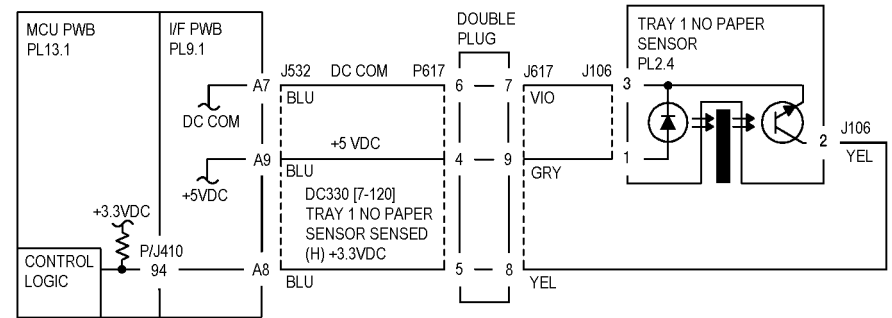 MCU PWB
PL13.1
I/F PWB
PL9.1
DOUBLE
PLUG
TRAY 1 NO PAPER
SENSOR
PL2.4
A7
J532
DC COM
P617
6
7
J617
J106
3
BLU
VIO
DC COM
+5 VDC
2
J106
YEL
A9
4
9
1
BLU
GRY
+5VDC
DC330 [7-120]
TRAY 1 NO PAPER
SENSOR SENSED
(H) +3.3VDC
+3.3VDC
CONTROL
LOGIC
P/J410
94
A8
5
8
BLU
YEL